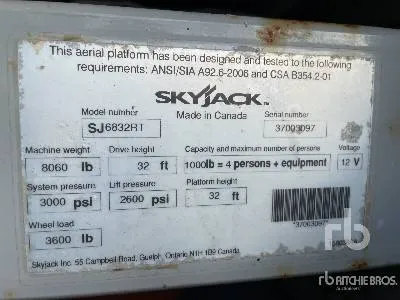 This aerial platform has been designed and tested to the following
requirements: ANSI/SIA A92.6-2006 and CSA B354.2-01
SKYJACK
Model number
Made in Canada
Serial number
SJ6832RT
37003097
Machine weight
Drive height
Capacity and maximum number of persons
Voltage
8060 lb
32 ft
1000lb = 4 persons + equipment
12 V
System pressure
Lift pressure
Platform height
3000 psi
2600 psi
32 ft
Wheel load
3600 lb
*37003097*
Skyjack Inc. 55 Campbell Road, Guelph, Ontario N1H 1B9 Canada
rb
rb RITCHIE BROS.
Auctioneers